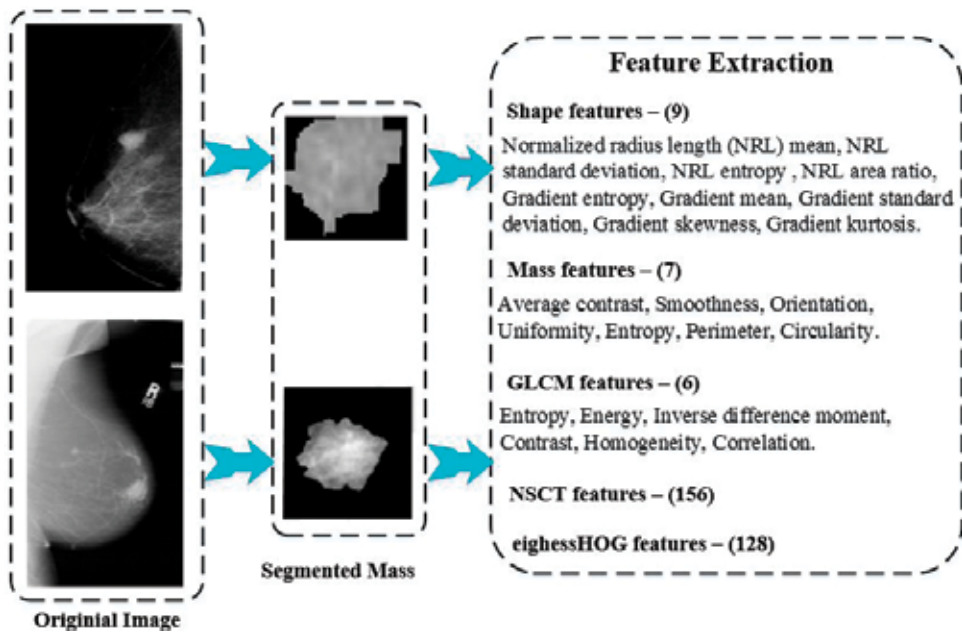 Feature Extraction
Shape features – (9)
Normalized radius length (NRL) mean, NRL
standard deviation, NRL entropy , NRL area ratio,
Gradient entropy, Gradient mean, Gradient standard
deviation, Gradient skewness, Gradient kurtosis.
Mass features – (7)
Average contrast, Smoothness, Orientation,
Uniformity, Entropy, Perimeter, Circularity.
GLCM features – (6)
Entropy, Energy, Inverse difference moment,
Contrast, Homogeneity, Correlation.
NSCT features – (156)
eighessHOG features – (128)
Segmented Mass
Originial Image